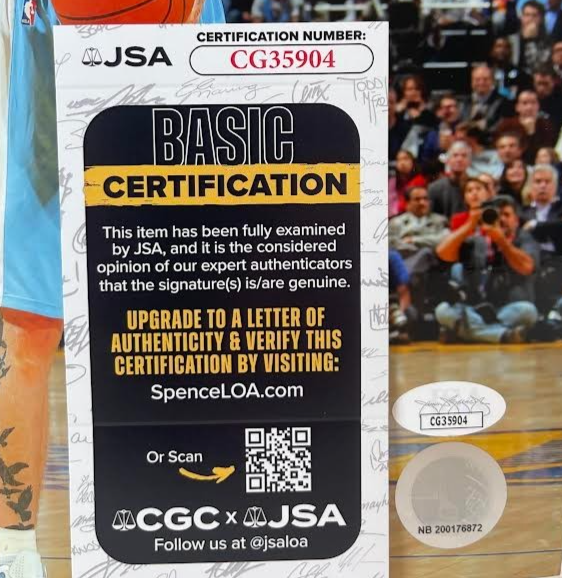 JSA
CERTIFICATION NUMBER:
CG35904
BASIC
CERTIFICATION
This item has been fully examined
by JSA, and it is the considered
opinion of our expert authenticators
that the signature(s) is/are genuine.
UPGRADE TO A LETTER OF
AUTHENTICITY & VERIFY THIS
CERTIFICATION BY VISITING:
SpenceLOA.com
Or Scan
CGC x JSA
Follow us at @jsaloa
CG35904
NB 200176872